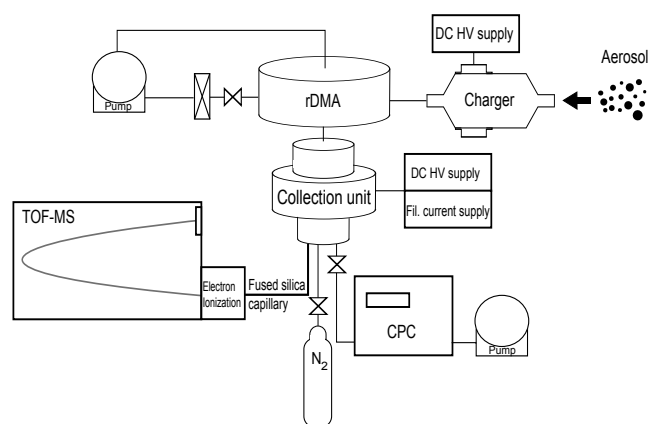 DC HV supply
Aerosol
Pump
rDMA
Charger
DC HV supply
Collection unit
Fil. current supply
TOF-MS
Electron
Ionization
Fused silica
capillary
CPC
N2
Pump